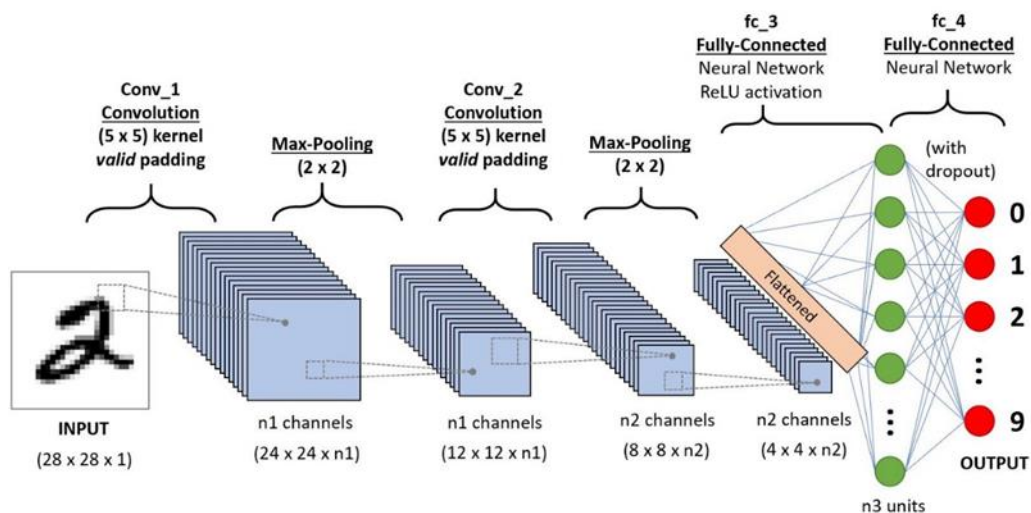 fc_3
Fully-Connected
Neural Network
ReLU activation
fc_4
Fully-Connected
Neural Network
Conv_1
Convolution
(5 x 5) kernel
valid padding
Max-Pooling
(2 x 2)
Conv_2
Convolution
(5 x 5) kernel
valid padding
Max-Pooling
(2 x 2)
(with
dropout)
Flattened
0
1
2
9
INPUT
(28 x 28 x 1)
n1 channels
(24 x 24 x n1)
n1 channels
(12 x 12 x n1)
n2 channels
(8 x 8 x n2)
n2 channels
(4 x 4 x n2)
OUTPUT
n3 units